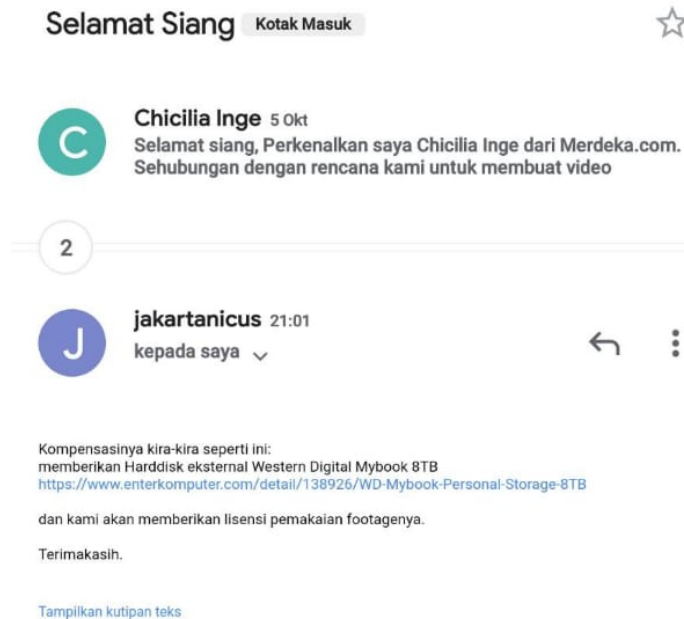 Selamat Siang Kotak Masuk
C
Chicilia Inge 5 Okt
Selamat siang, Perkenalkan saya Chicilia Inge dari Merdeka.com.
Sehubungan dengan rencana kami untuk membuat video
2
J
jakartanicus 21:01
kepada saya
Kompensasinya kira-kira seperti ini:
memberikan Harddisk eksternal Western Digital Mybook 8TB
https://www.enterkomputer.com/detail/138926/WD-Mybook-Personal-Storage-8TB
dan kami akan memberikan lisensi pemakaian footagenya.
Terimakasih.
Tampilkan kutipan teks